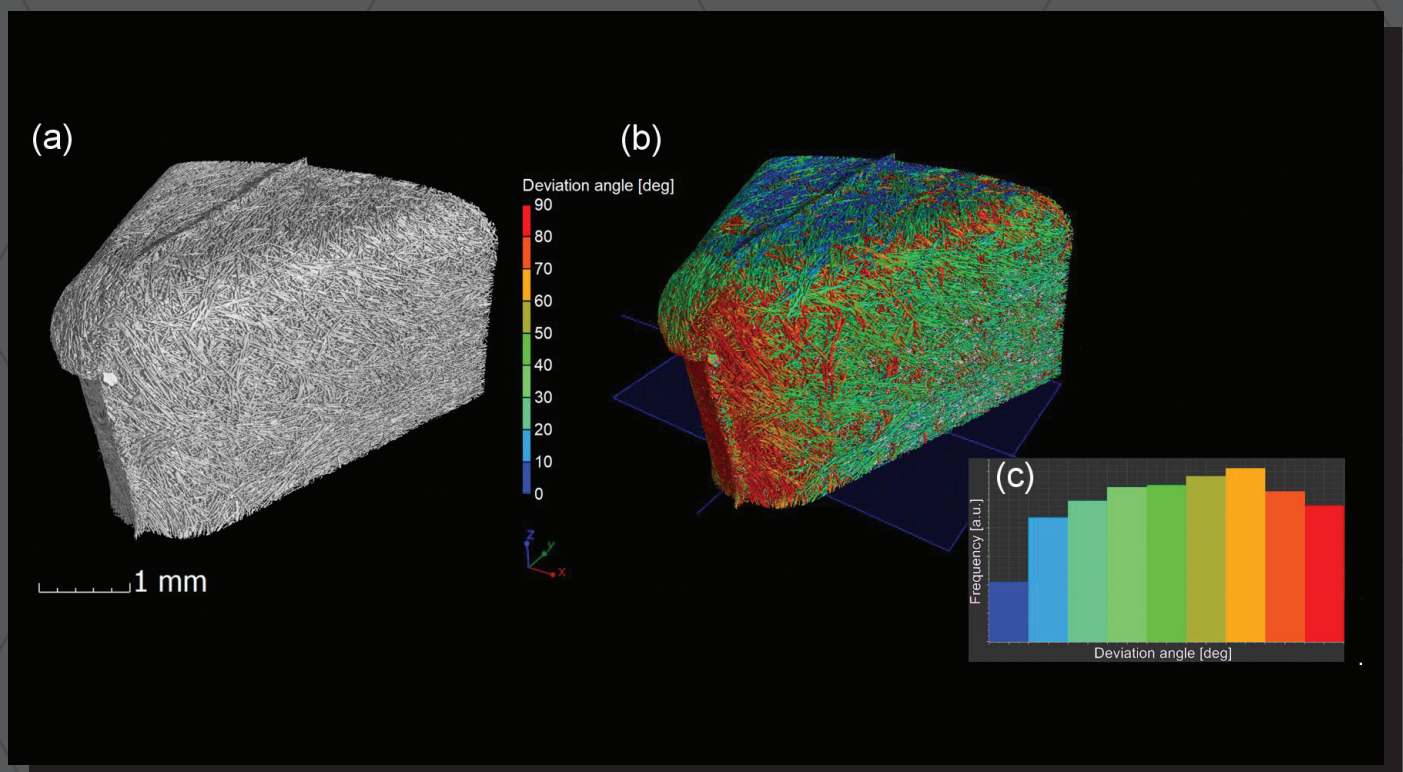 (a)
(b)
Deviation angle [deg]
90
80
70
60
50
40
30
20
10
0
z
y
x
1 mm
(c)
Frequency [a.u.]
Deviation angle [deg]